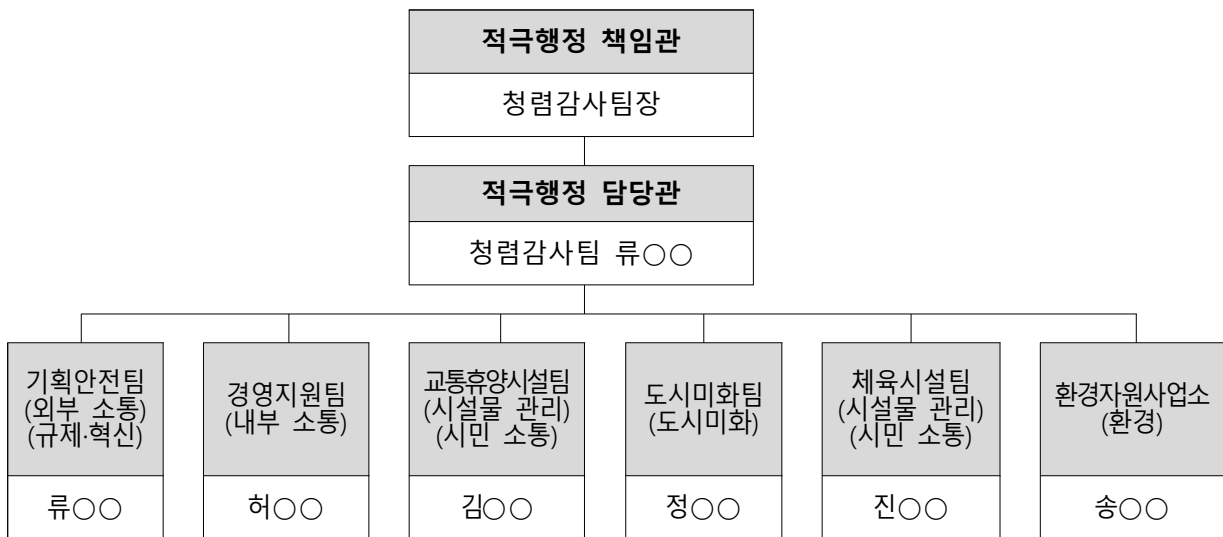 적극행정 책임관
청렴감사팀장
적극행정 담당관
청렴감사팀 류○○
기획안전팀
(외부 소통)
(규제·혁신)
류○○
경영지원팀
(내부 소통)
허○○
교통휴양시설팀
(시설물 관리)
(시민 소통)
김○○
도시미화팀
(도시미화)
정○○
체육시설팀
(시설물 관리)
(시민 소통)
진○○
환경자원사업소
(환경)
송○○